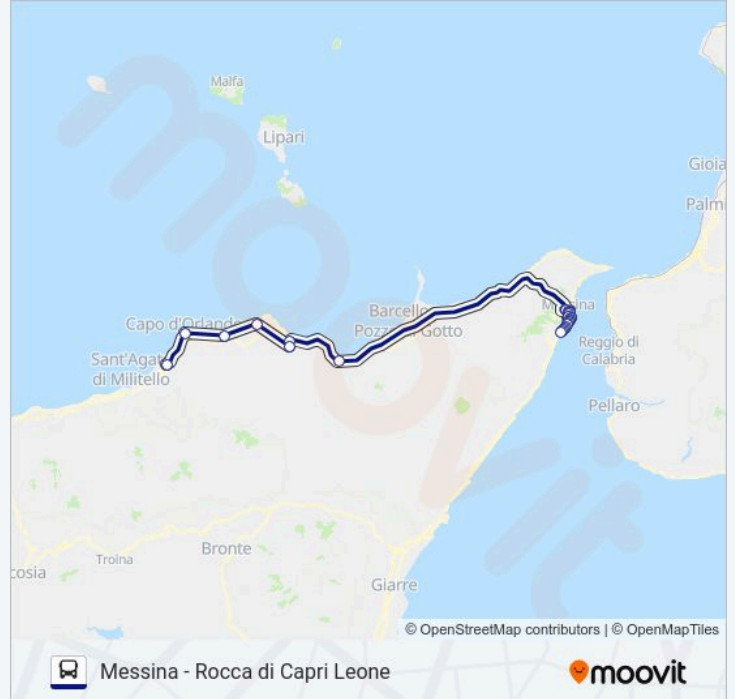 Malfa
Lipari
Gioia
Palmi
Messina
Barcello
Pozzo di Gotto
Capo d'Orlando
Reggio di
Calabria
Sant'Agata
di Militello
Pellaro
Bronte
Troina
cosia
Giarre
© OpenStreetMap contributors | © OpenMapTiles
Messina - Rocca di Capri Leone
moovit